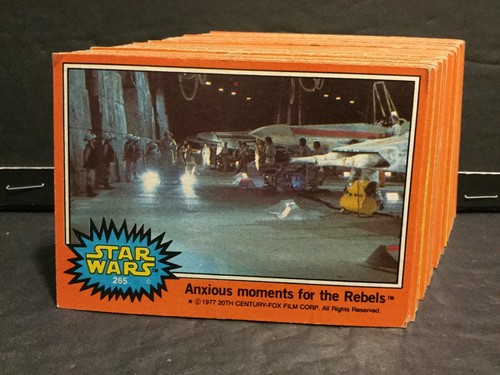 STAR
WARS
265
Anxious moments for the Rebels™
* © 1977 20TH CENTURY-FOX FILM CORP. All Rights Reserved.